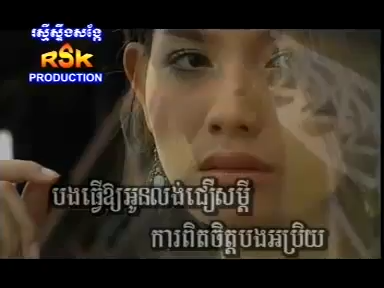 រស្មីស្ទឹងសង្កែ
RSK
PRODUCTION
បងធ្វើឱ្យអូនលង់ជឿសម្ដី
ការពិតចិត្តបងអប្រិយ